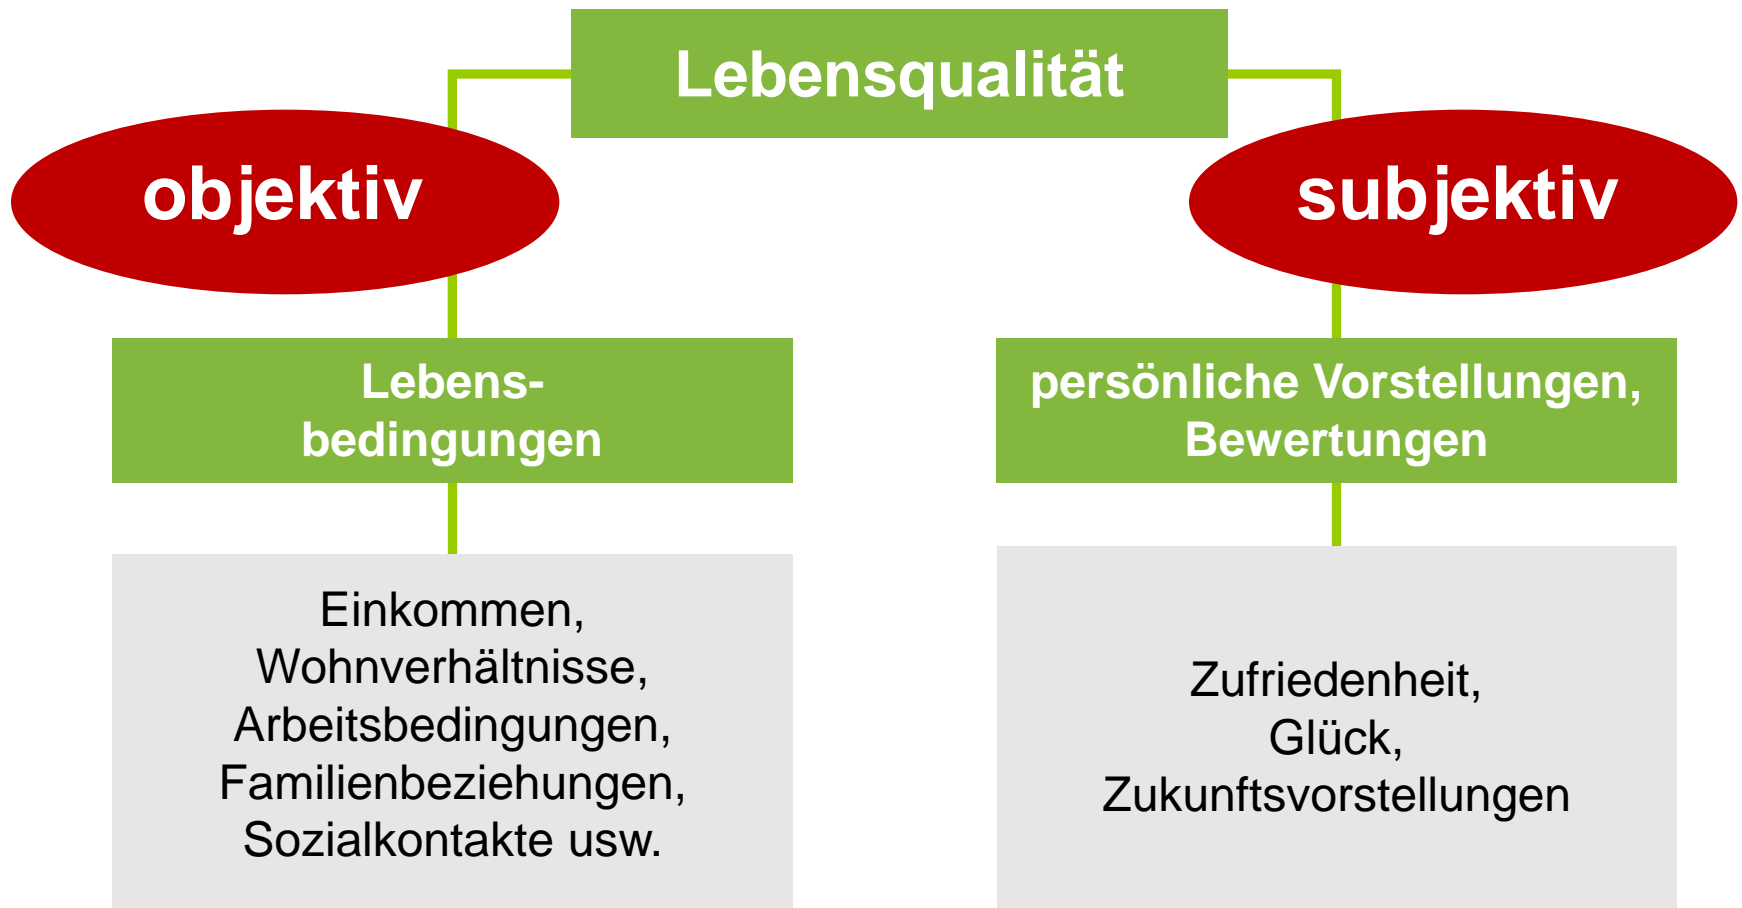 Lebensqualität
objektiv
subjektiv
Lebens-
bedingungen
persönliche Vorstellungen,
Bewertungen
Einkommen,
Wohnverhältnisse,
Arbeitsbedingungen,
Familienbeziehungen,
Sozialkontakte usw.
Zufriedenheit,
Glück,
Zukunftsvorstellungen